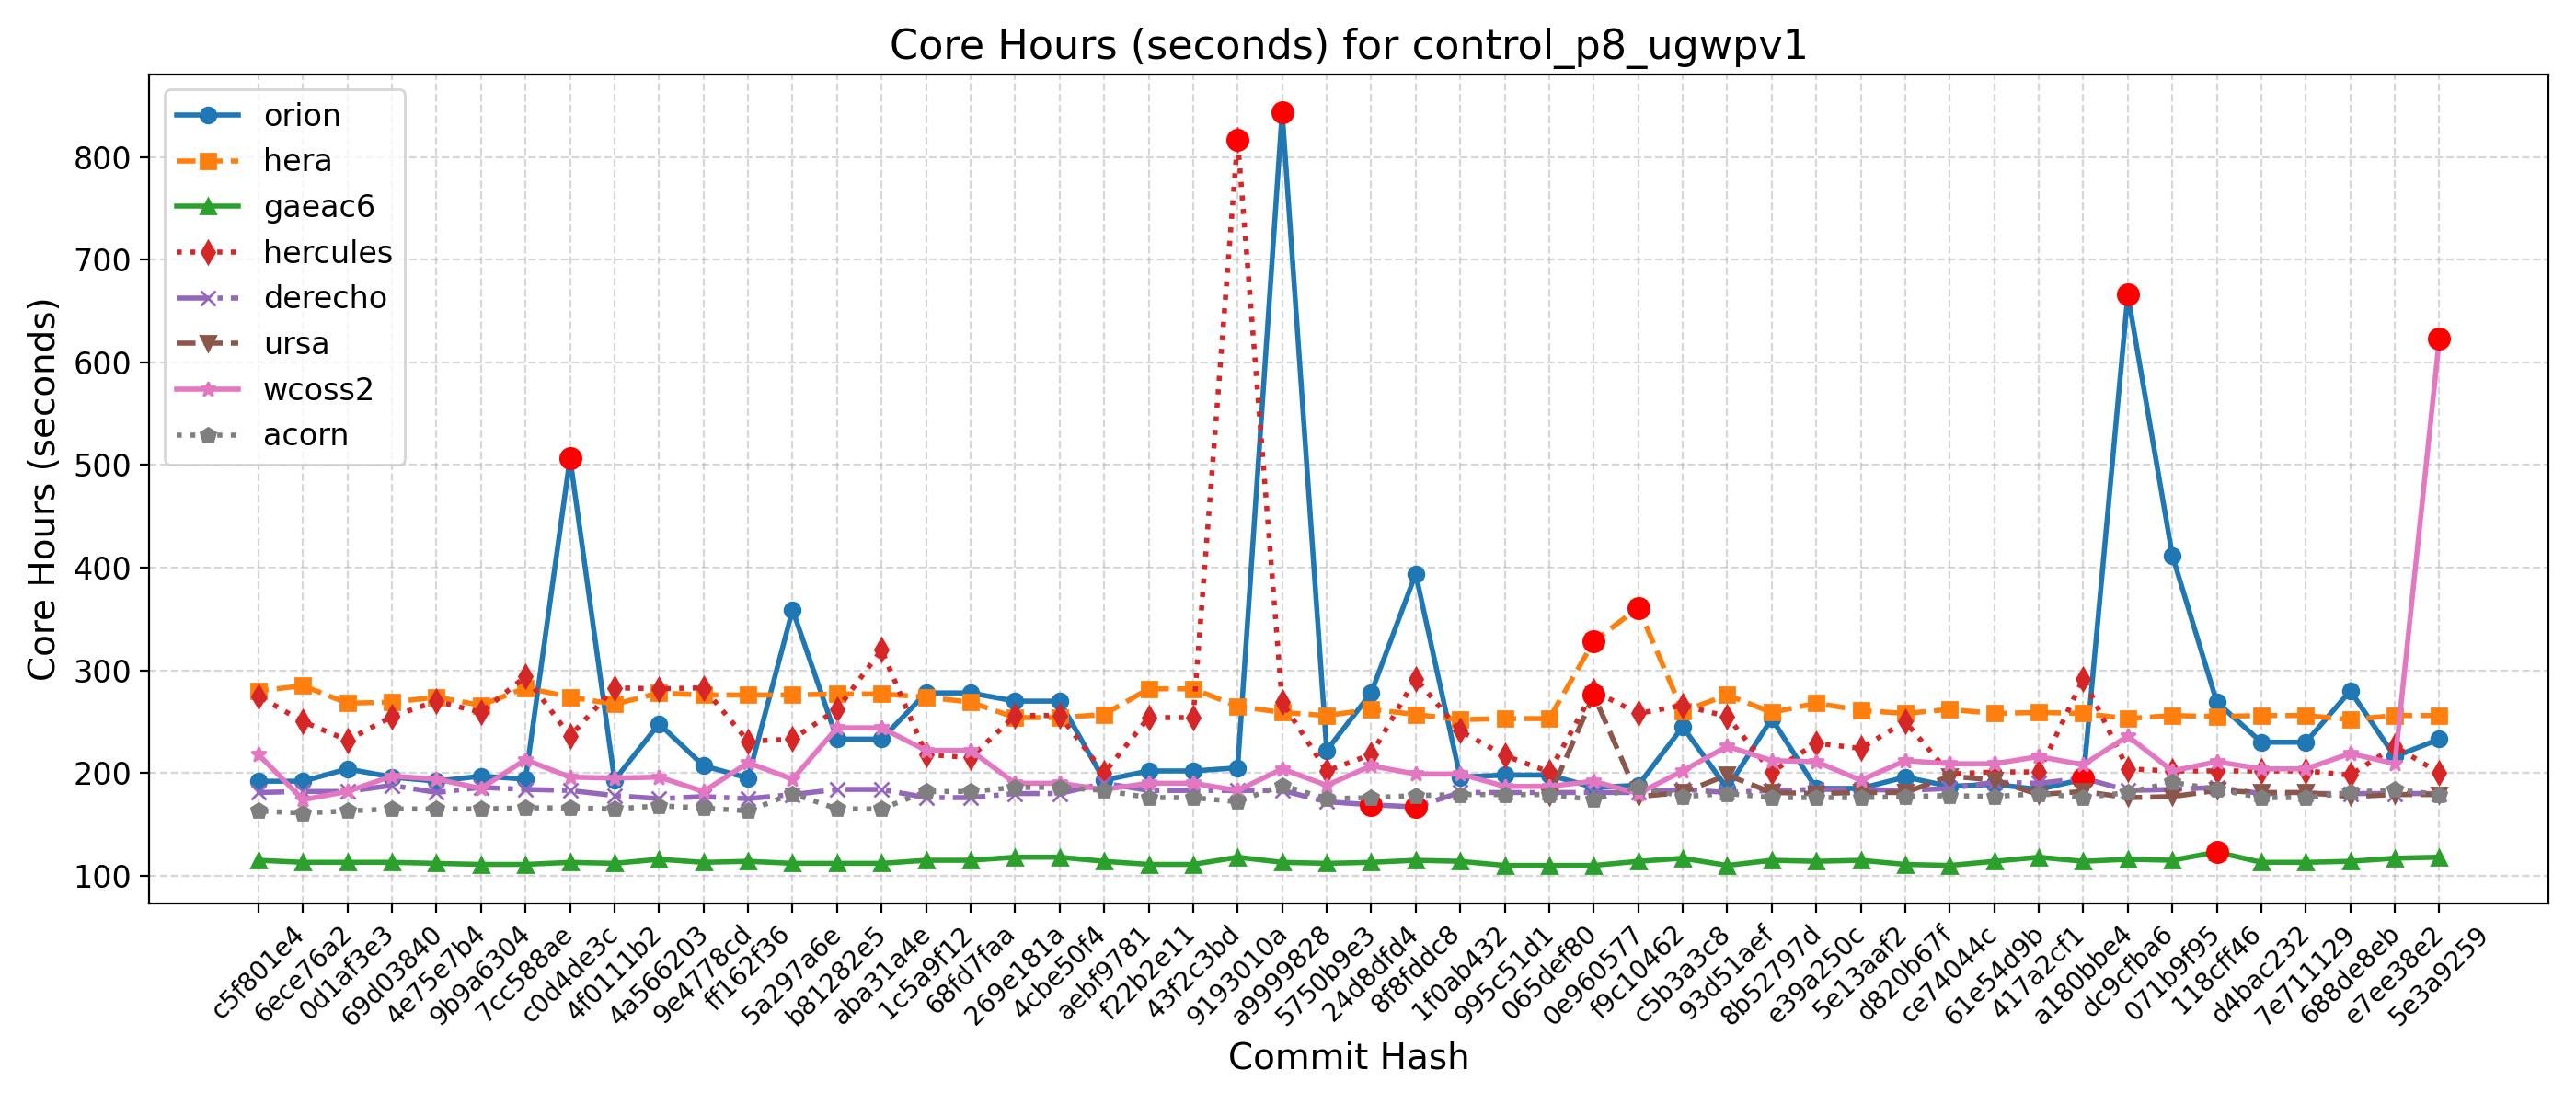 Core Hours (seconds) for control_p8_ugwpv1
orion
hera
gaeac6
hercules
derecho
ursa
wcoss2
acorn
Core Hours (seconds)
800
700
600
500
400
300
200
100
c5f801e4
6ece76a2
0d1af3e3
69d03840
4e75e7b4
9b9a6304
7cc588ae
c0d4de3c
4f0111b2
4a566203
9e4778cd
ff162f36
5a297a6e
b81282e5
aba31a4e
1c5a9f12
68fd7faa
269e181a
4cbe50f4
aebf9781
f22b2e11
43f2c3bd
9193010a
a9999828
5750b9e3
24d8dfd4
8f8fddc8
1f0ab432
995c51d1
065def80
0e960577
f9c10462
c5b3a3c8
93d51aef
8b52797d
e39a250c
5e13aaf2
d820b67f
ce74044c
61e54d9b
417a2cf1
a180bbe4
dc9cfba6
071b9f95
118cff46
d4bac232
7e711129
688de8eb
e7ee38e2
5e3a9259
Commit Hash